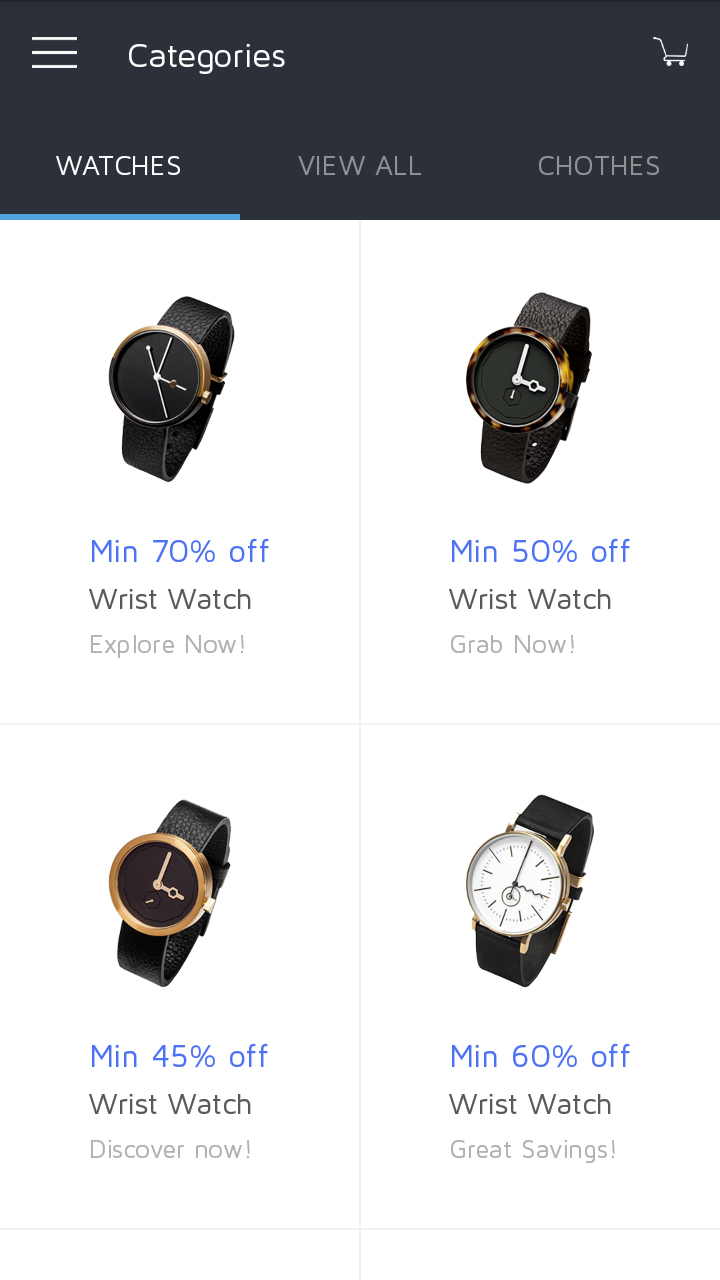 Categories
WATCHES
VIEW ALL
CHOTHES
Min 70% off
Wrist Watch
Explore Now!
Min 50% off
Wrist Watch
Grab Now!
Min 45% off
Wrist Watch
Discover now!
Min 60% off
Wrist Watch
Great Savings!